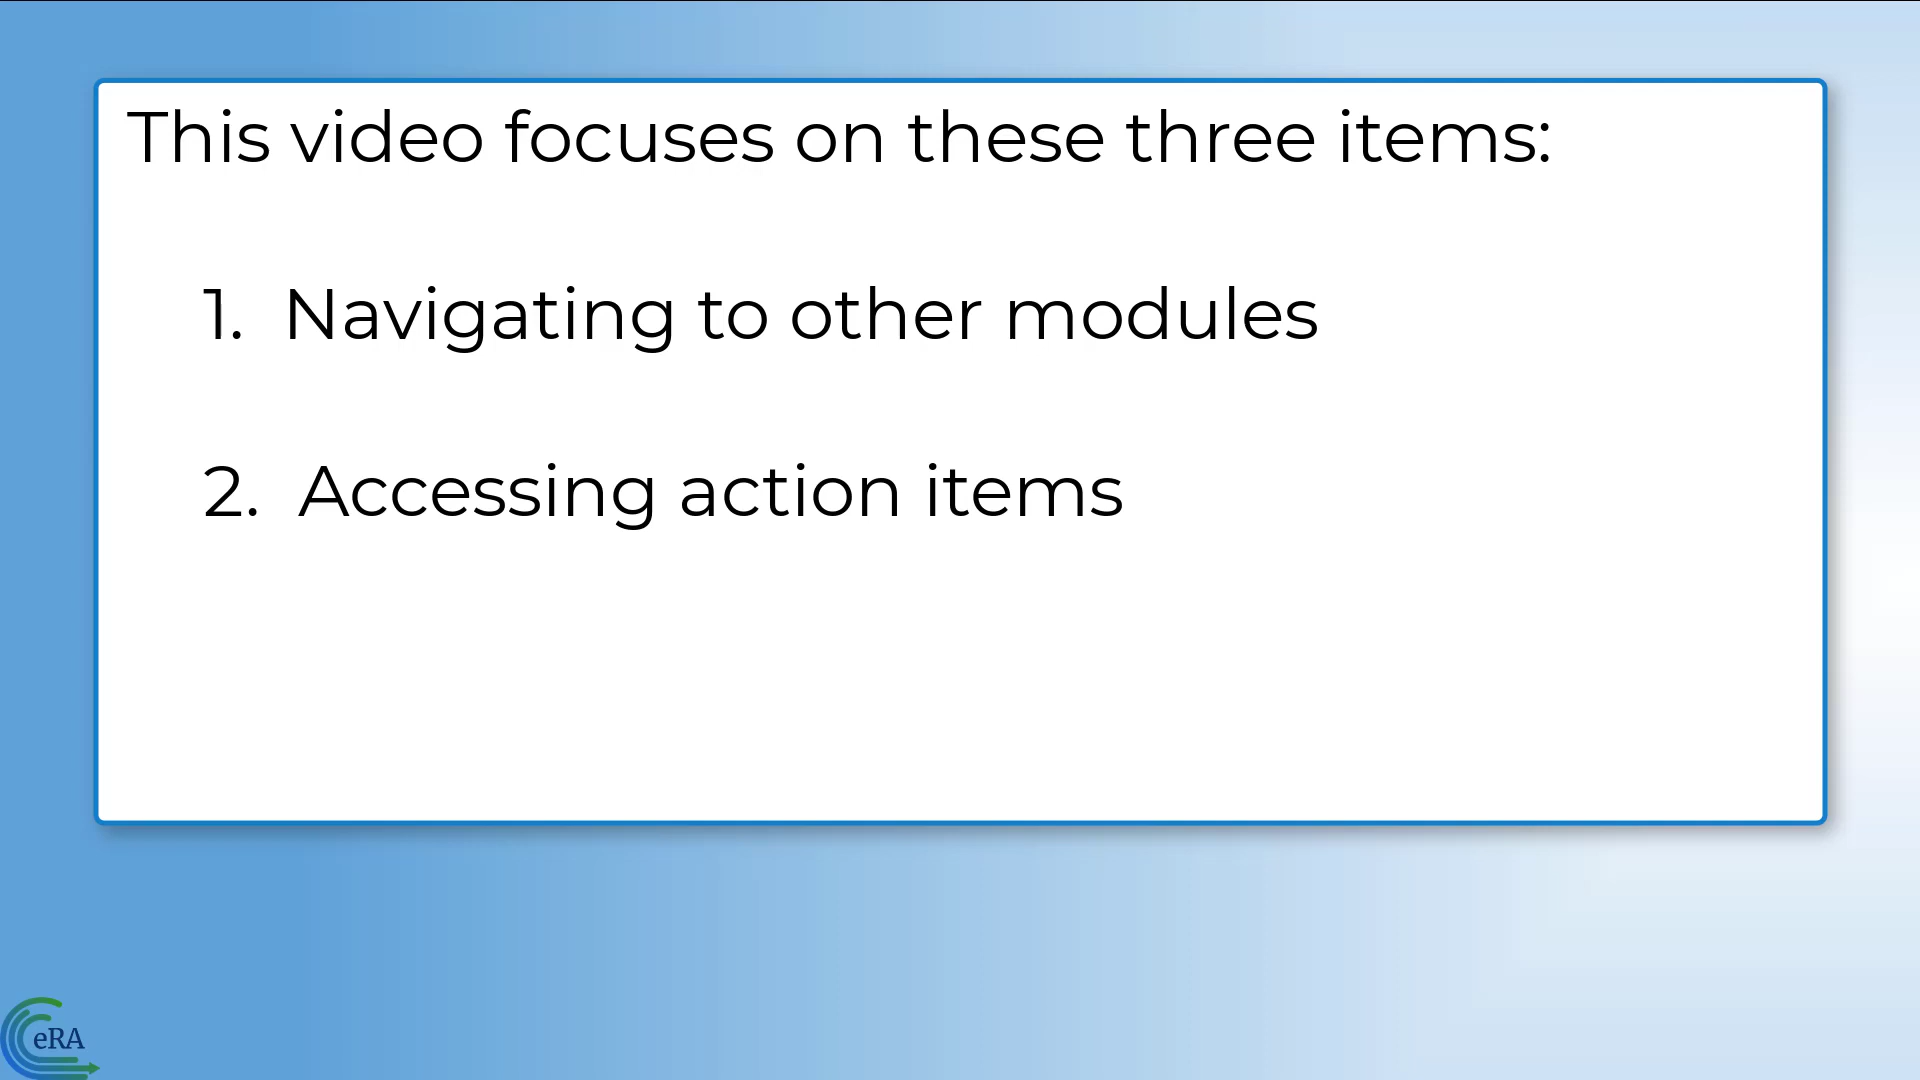 This video focuses on these three items:
1. Navigating to other modules
2. Accessing action items
eRA